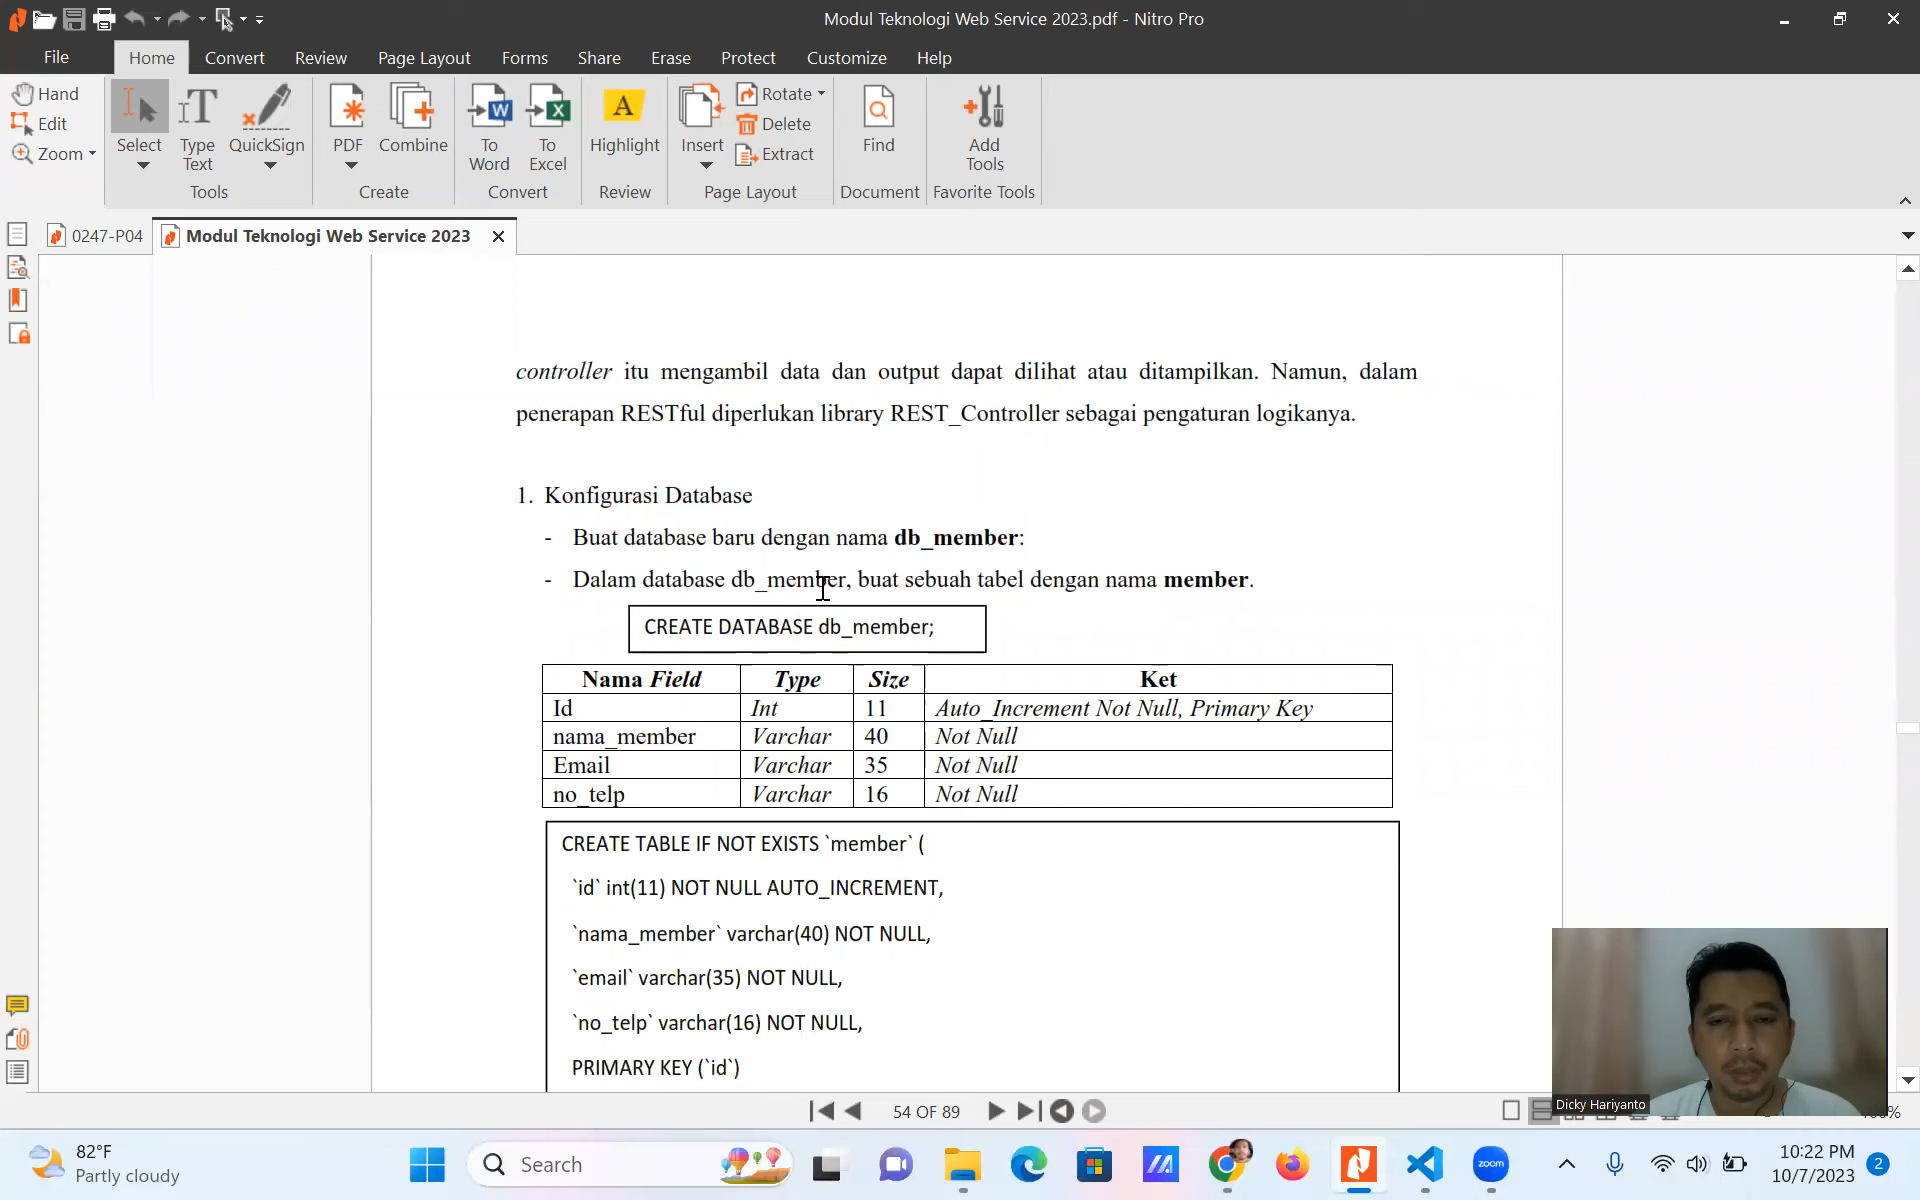 Modul Teknologi Web Service 2023.pdf - Nitro Pro
File Home Convert Review Page Layout Forms Share Erase Protect Customize Help
Hand
Edit
Zoom
Select
Type Text
QuickSign
Tools
PDF
Combine
Create
To Word
To Excel
Convert
Highlight
Review
Insert
Rotate
Delete
Extract
Page Layout
Find
Document
Add Tools
Favorite Tools
0247-P04
Modul Teknologi Web Service 2023
controller itu mengambil data dan output dapat dilihat atau ditampilkan. Namun, dalam
penerapan RESTful diperlukan library REST_Controller sebagai pengaturan logikanya.
1. Konfigurasi Database
- Buat database baru dengan nama db_member:
- Dalam database db_member, buat sebuah tabel dengan nama member.
CREATE DATABASE db_member;
Nama Field Type Size Ket
Id Int 11 Auto_Increment Not Null, Primary Key
nama_member Varchar 40 Not Null
Email Varchar 35 Not Null
no_telp Varchar 16 Not Null
CREATE TABLE IF NOT EXISTS `member` (
`id` int(11) NOT NULL AUTO_INCREMENT,
`nama_member` varchar(40) NOT NULL,
`email` varchar(35) NOT NULL,
`no_telp` varchar(16) NOT NULL,
PRIMARY KEY (`id`)
Dicky Hariyanto
54 OF 89
82°F
Partly cloudy
Search
zoom
10:22 PM
10/7/2023
2